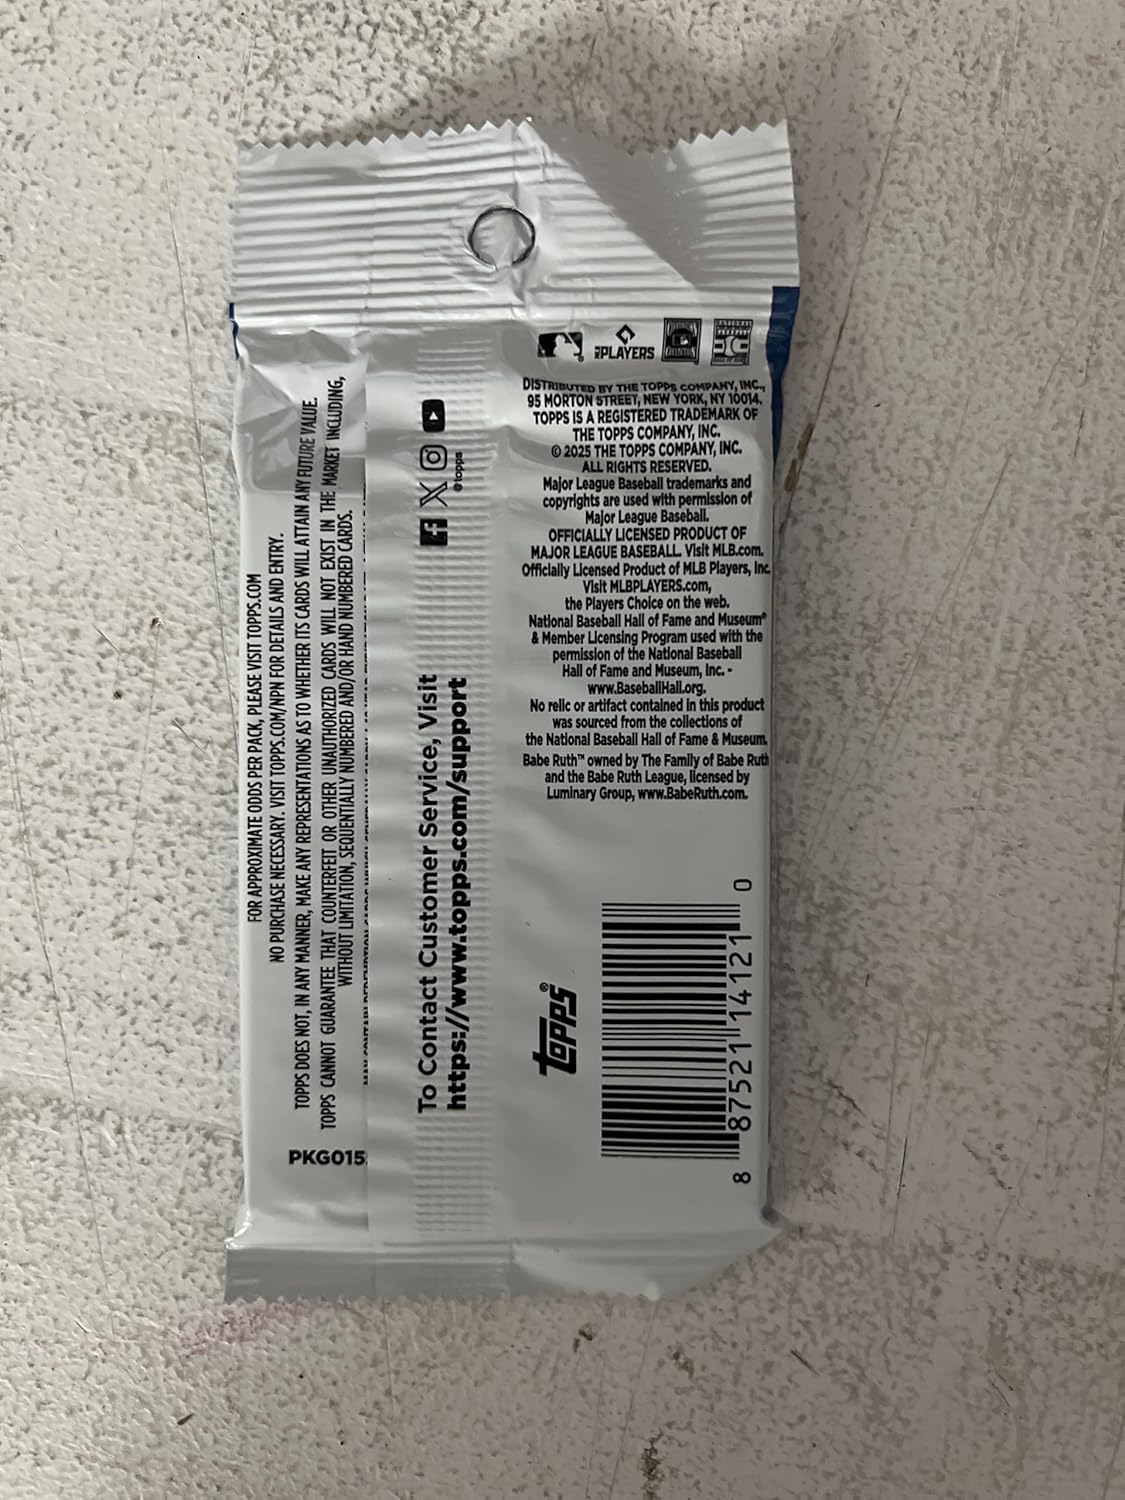 PLAYERS
DISTRIBUTED BY THE TOPPS COMPANY, INC.,
95 MORTON STREET, NEW YORK, NY 10014.
TOPPS IS A REGISTERED TRADEMARK OF
THE TOPPS COMPANY, INC.
© 2025 THE TOPPS COMPANY, INC.
ALL RIGHTS RESERVED.
Major League Baseball trademarks and
copyrights are used with permission of
Major League Baseball.
OFFICIALLY LICENSED PRODUCT OF
MAJOR LEAGUE BASEBALL. Visit MLB.com.
Officially Licensed Product of MLB Players, Inc.
Visit MLBPLAYERS.com,
the Players Choice on the web.
National Baseball Hall of Fame and Museum®
& Member Licensing Program used with the
permission of the National Baseball
Hall of Fame and Museum, Inc. -
www.BaseballHall.org.
No relic or artifact contained in this product
was sourced from the collections of
the National Baseball Hall of Fame & Museum.
Babe Ruth™ owned by The Family of Babe Ruth
and the Babe Ruth League, licensed by
Luminary Group, www.BabeRuth.com.
FOR APPROXIMATE ODDS PER PACK, PLEASE VISIT TOPPS.COM
NO PURCHASE NECESSARY. VISIT TOPPS.COM/NPN FOR DETAILS AND ENTRY.
TOPPS DOES NOT, IN ANY MANNER, MAKE ANY REPRESENTATIONS AS TO WHETHER ITS CARDS WILL ATTAIN ANY FUTURE VALUE.
TOPPS CANNOT GUARANTEE THAT COUNTERFEIT OR OTHER UNAUTHORIZED CARDS WILL NOT EXIST IN THE MARKET INCLUDING,
WITHOUT LIMITATION, SEQUENTIALLY NUMBERED AND/OR HAND NUMBERED CARDS.
PKG015
@topps
To Contact Customer Service, Visit
https://www.topps.com/support
topps®
8 87521 14121 0